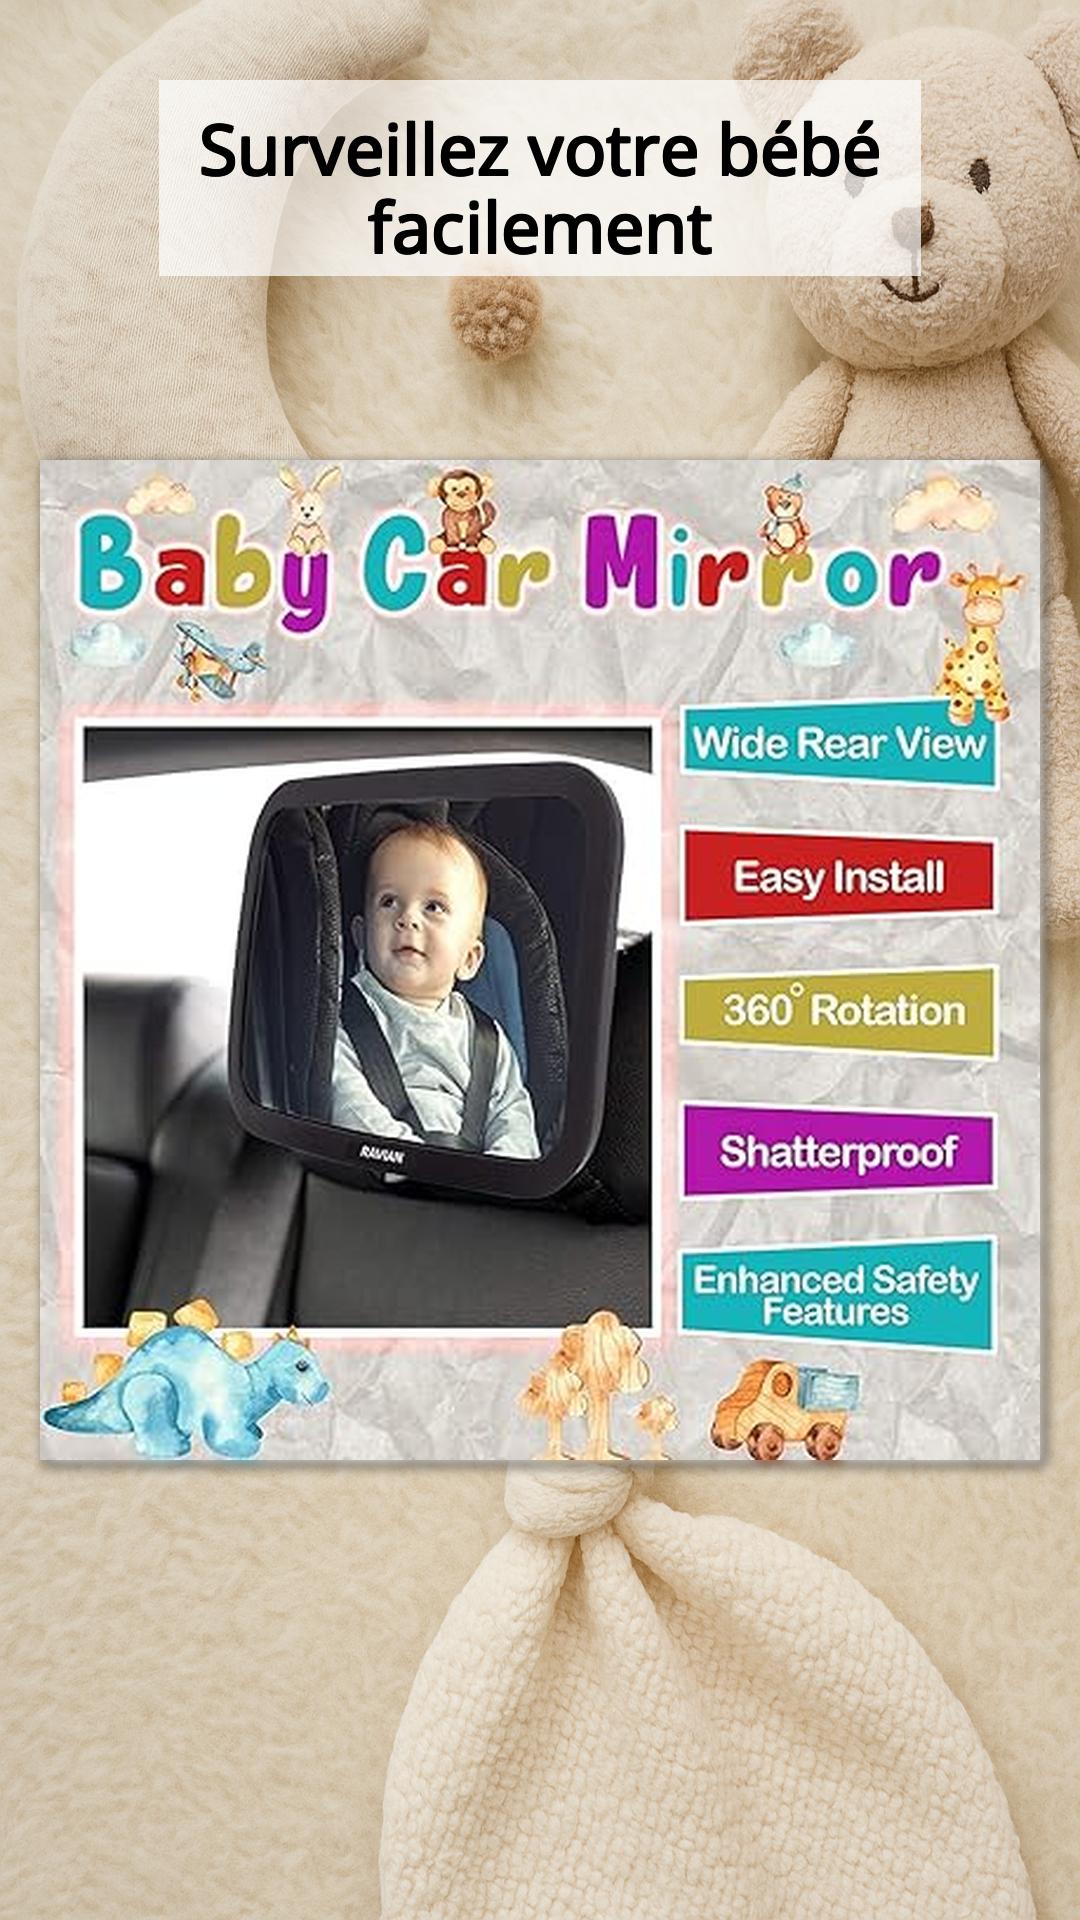 Surveillez votre bébé
facilement
Baby Car Mirror
Wide Rear View
Easy Install
360° Rotation
Shatterproof
Enhanced Safety
Features
RAVIAN